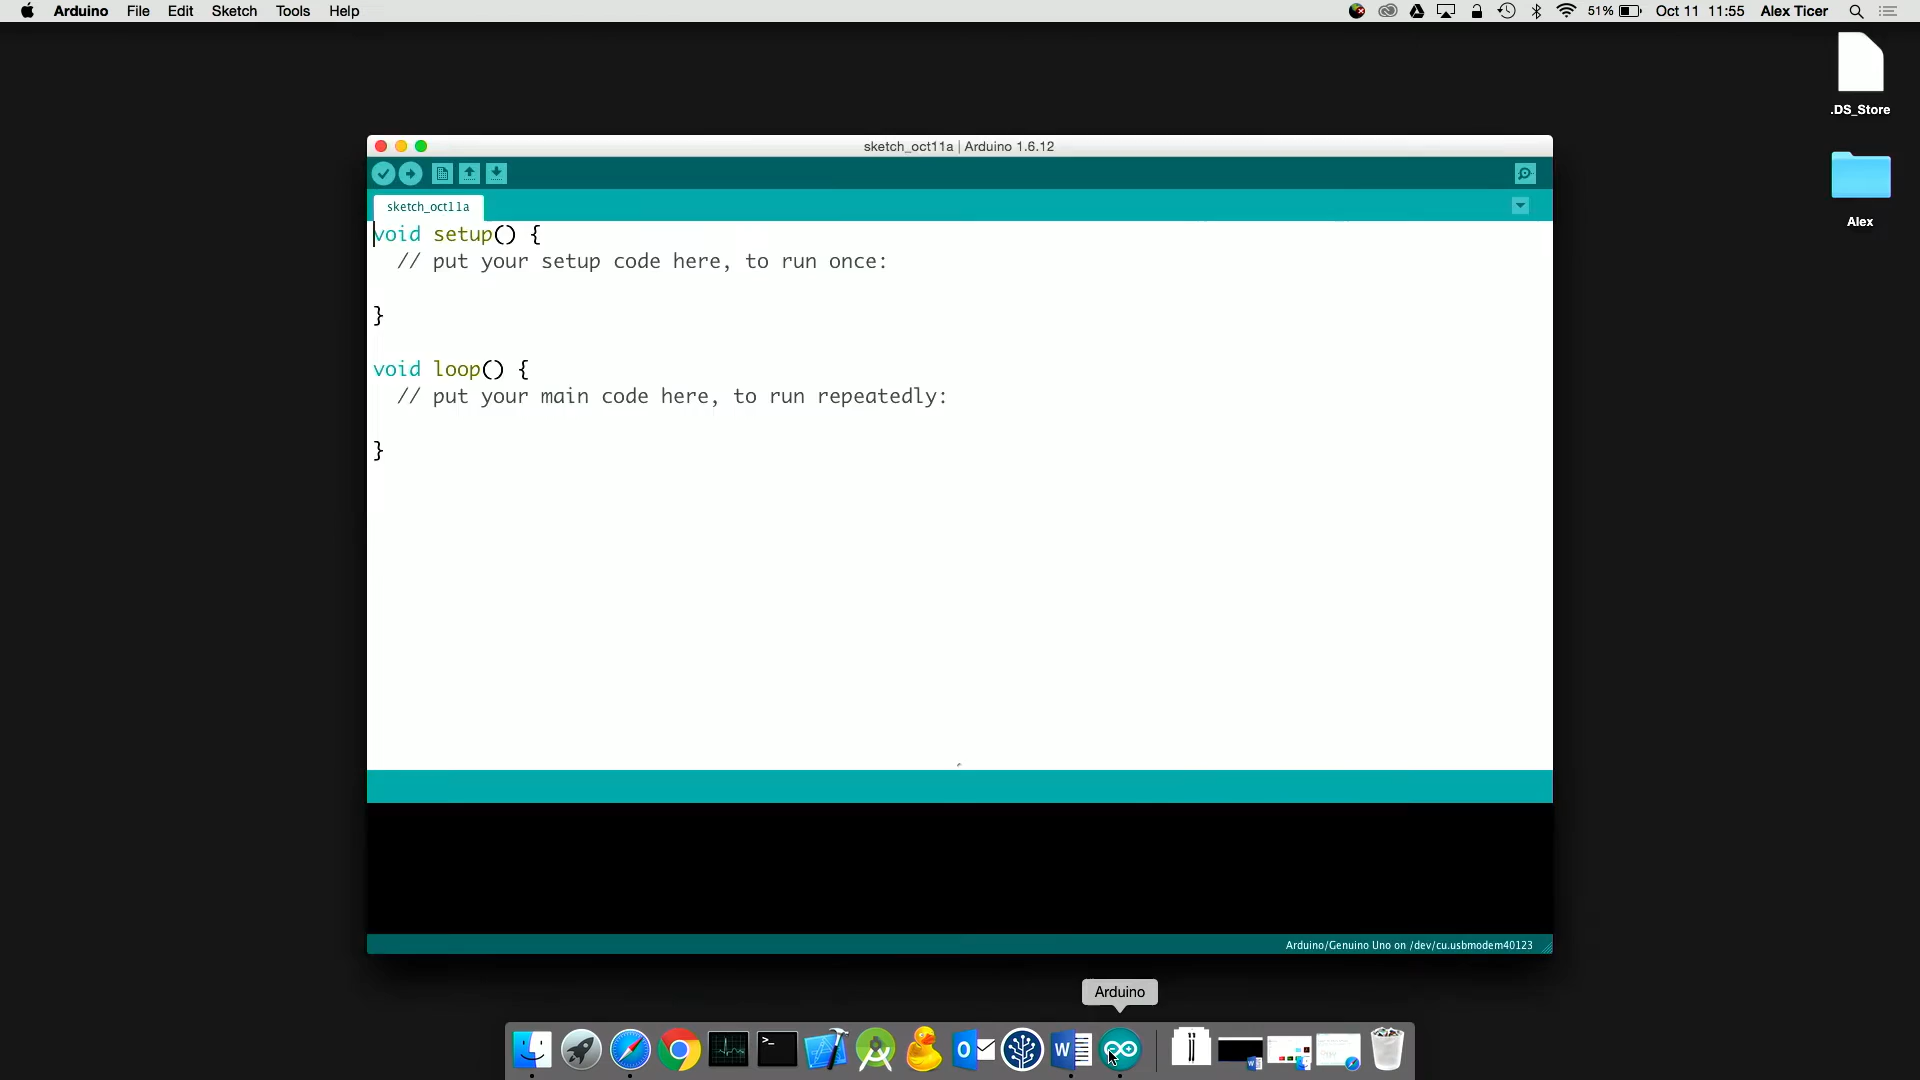 Arduino File Edit Sketch Tools Help 51% Oct 11 11:55 Alex Ticer
.DS_Store
Alex
sketch_oct11a | Arduino 1.6.12
sketch_oct11a
void setup() {
// put your setup code here, to run once:
}
void loop() {
// put your main code here, to run repeatedly:
}
Arduino/Genuino Uno on /dev/cu.usbmodem40123
Arduino